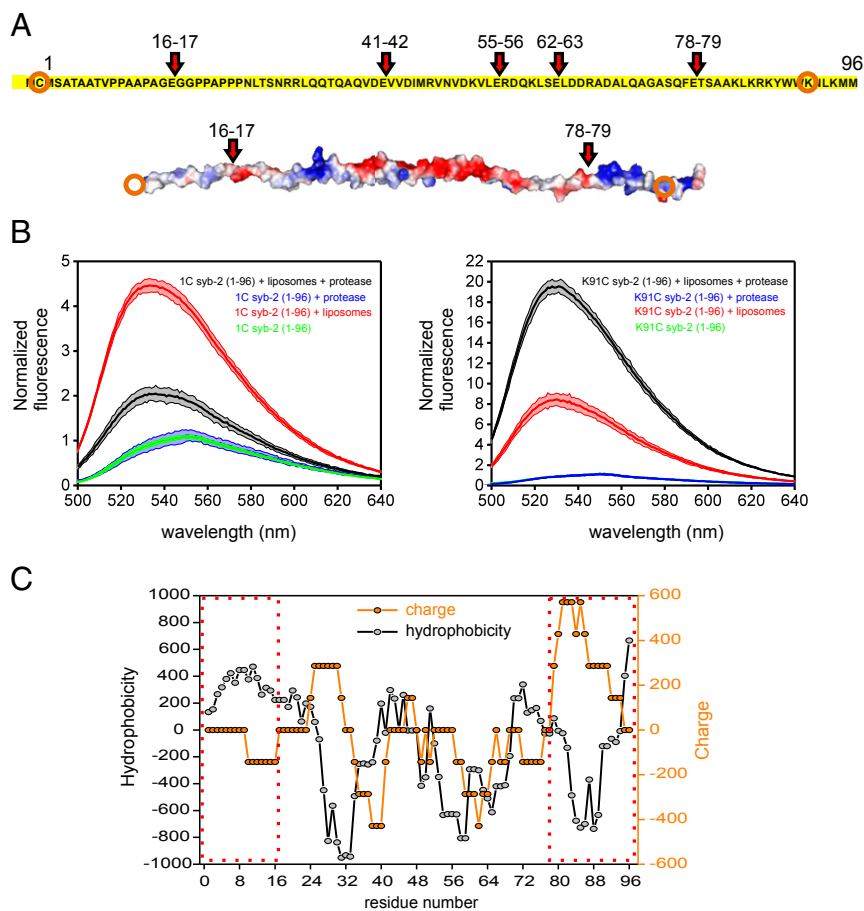 A
1
16-17
41-42
55-56
62-63
78-79
96
MCMSATAATVPPAAPAGEGGPPAPPPNLTSNRRLQQTQAQVDEVVDIMRVNVDKVLERDQKLSELDDRADALQAGASQFETSAAKLKRKYWWKNLKMM
16-17
78-79
B
5
4
3
2
1
0
Normalized
fluorescence
1C syb-2 (1-96) + liposomes + protease
1C syb-2 (1-96) + protease
1C syb-2 (1-96) + liposomes
1C syb-2 (1-96)
500 520 540 560 580 600 620 640
wavelength (nm)
22
20
18
16
14
12
10
8
6
4
2
0
Normalized
fluorescence
K91C syb-2 (1-96) + liposomes + protease
K91C syb-2 (1-96) + protease
K91C syb-2 (1-96) + liposomes
K91C syb-2 (1-96)
500 520 540 560 580 600 620 640
wavelength (nm)
C
1000
800
600
400
200
0
-200
-400
-600
-800
-1000
Hydrophobicity
charge
hydrophobicity
600
400
200
0
-200
-400
-600
Charge
0 8 16 24 32 40 48 56 64 72 80 88 96
residue number